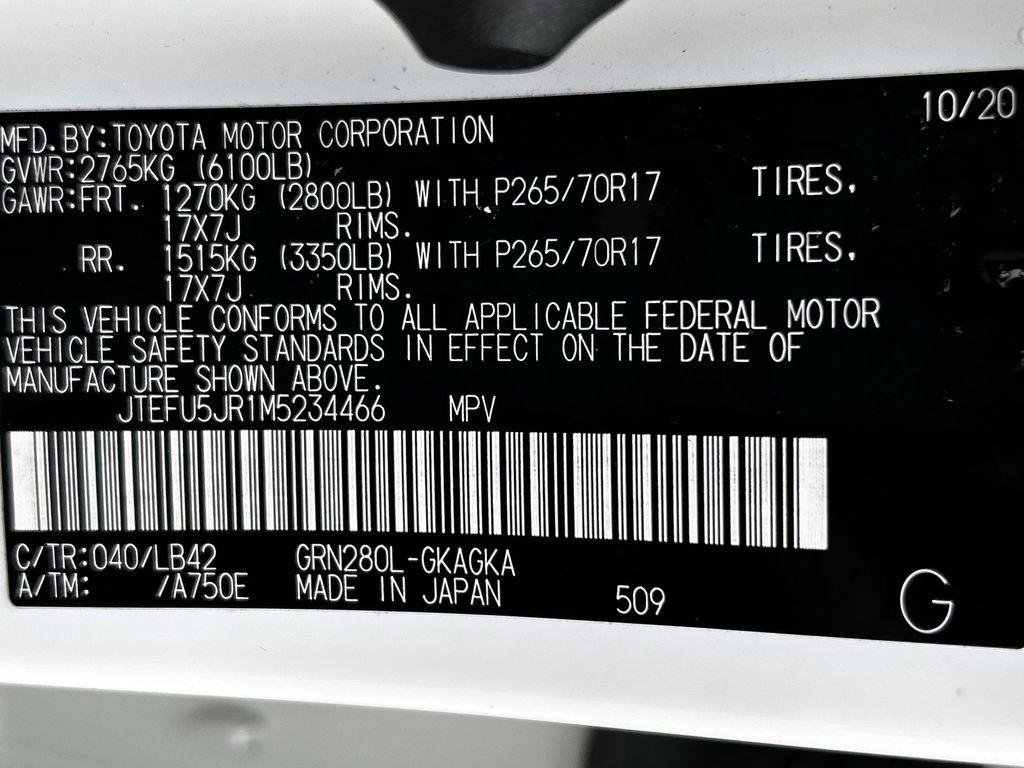 10/20
MFD.BY:TOYOTA MOTOR CORPORATION
GVWR:2765KG (6100LB)
GAWR:FRT. 1270KG (2800LB) WITH P265/70R17 TIRES.
17X7J RIMS.
RR. 1515KG (3350LB) WITH P265/70R17 TIRES.
17X7J RIMS.
THIS VEHICLE CONFORMS TO ALL APPLICABLE FEDERAL MOTOR
VEHICLE SAFETY STANDARDS IN EFFECT ON THE DATE OF
MANUFACTURE SHOWN ABOVE.
JTEFU5JR1M5234466 MPV
C/TR:040/LB42 GRN280L-GKAGKA
A/TM: /A750E MADE IN JAPAN 509 G